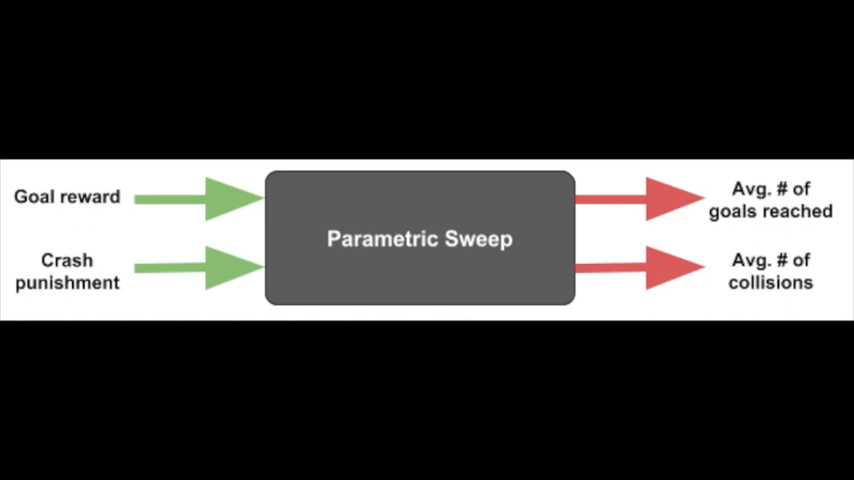 Goal reward
Crash
punishment
Parametric Sweep
Avg. # of
goals reached
Avg. # of
collisions